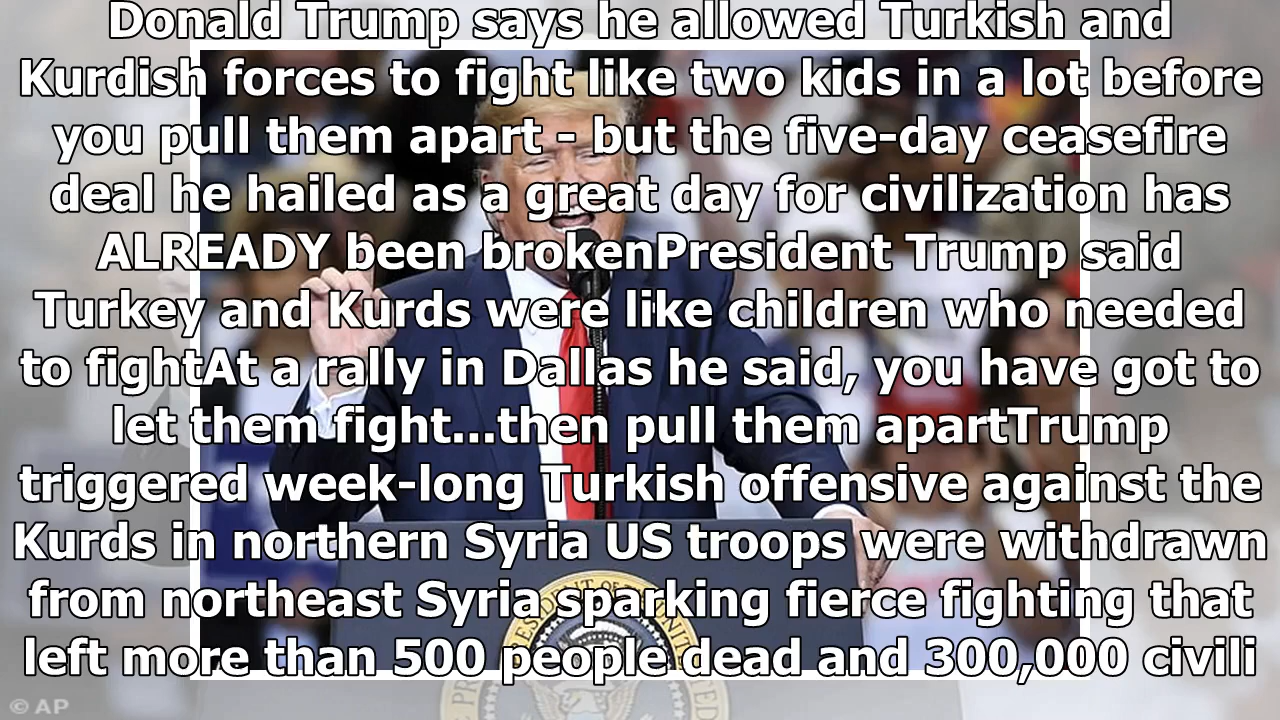 Donald Trump says he allowed Turkish and
Kurdish forces to fight like two kids in a lot before
you pull them apart - but the five-day ceasefire
deal he hailed as a great day for civilization has
ALREADY been brokenPresident Trump said
Turkey and Kurds were like children who needed
to fightAt a rally in Dallas he said, you have got to
let them fight...then pull them apartTrump
triggered week-long Turkish offensive against the
Kurds in northern Syria US troops were withdrawn
from northeast Syria sparking fierce fighting that
left more than 500 people dead and 300,000 civili
© AP